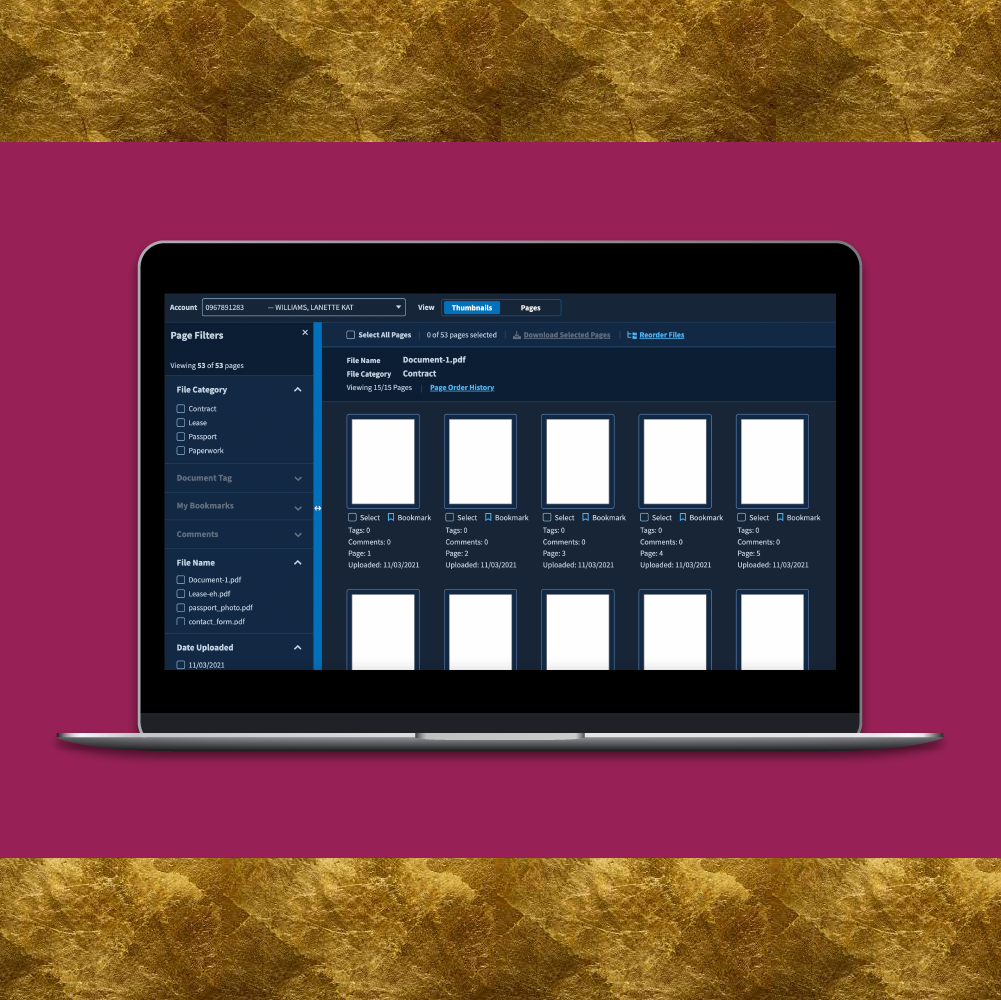 Account 0967891283 — WILLIAMS, LANETTE KAT View Thumbnails Pages
Page Filters
Viewing 53 of 53 pages
File Category
Contract
Lease
Passport
Paperwork
Document Tag
My Bookmarks
Comments
File Name
Document-1.pdf
Lease-eh.pdf
passport_photo.pdf
contact_form.pdf
Date Uploaded
11/03/2021
Select All Pages 0 of 53 pages selected Download Selected Pages Reorder Files
File Name Document-1.pdf
File Category Contract
Viewing 15/15 Pages Page Order History
Select Bookmark Select Bookmark Select Bookmark Select Bookmark Select Bookmark
Tags: 0 Tags: 0 Tags: 0 Tags: 0 Tags: 0
Comments: 0 Comments: 0 Comments: 0 Comments: 0 Comments: 0
Page: 1 Page: 2 Page: 3 Page: 4 Page: 5
Uploaded: 11/03/2021 Uploaded: 11/03/2021 Uploaded: 11/03/2021 Uploaded: 11/03/2021 Uploaded: 11/03/2021